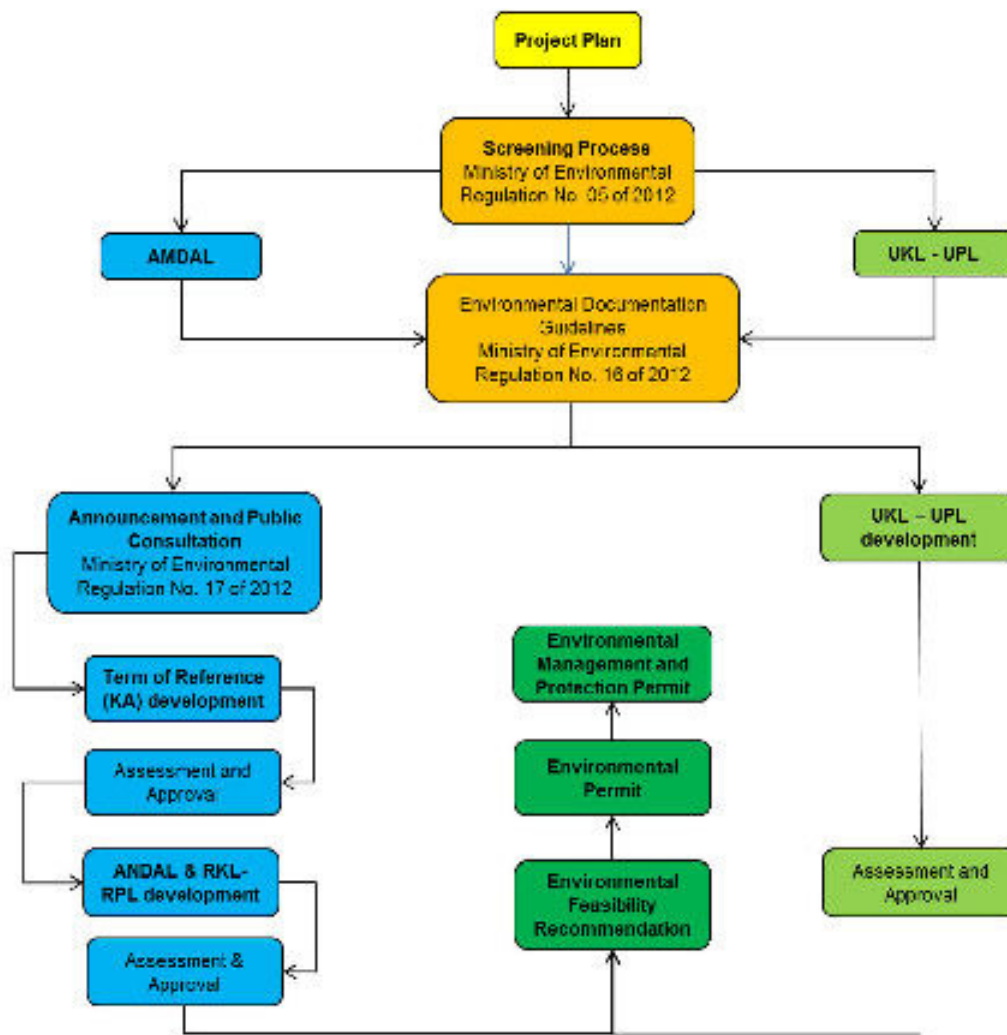 Project Plan
Screening Process
Ministry of Environmental
Regulation No. 05 of 2012
AMDAL
UKL - UPL
Environmental Documentation
Guidelines
Ministry of Environmental
Regulation No. 16 of 2012
Announcement and Public
Consultation
Ministry of Environmental
Regulation No. 17 of 2012
UKL – UPL
development
Term of Reference
(KA) development
Assessment and
Approval
ANDAL & RKL-
RPL development
Assessment &
Approval
Environmental
Management and
Protection Permit
Environmental
Permit
Environmental
Feasibility
Recommendation
Assessment and
Approval